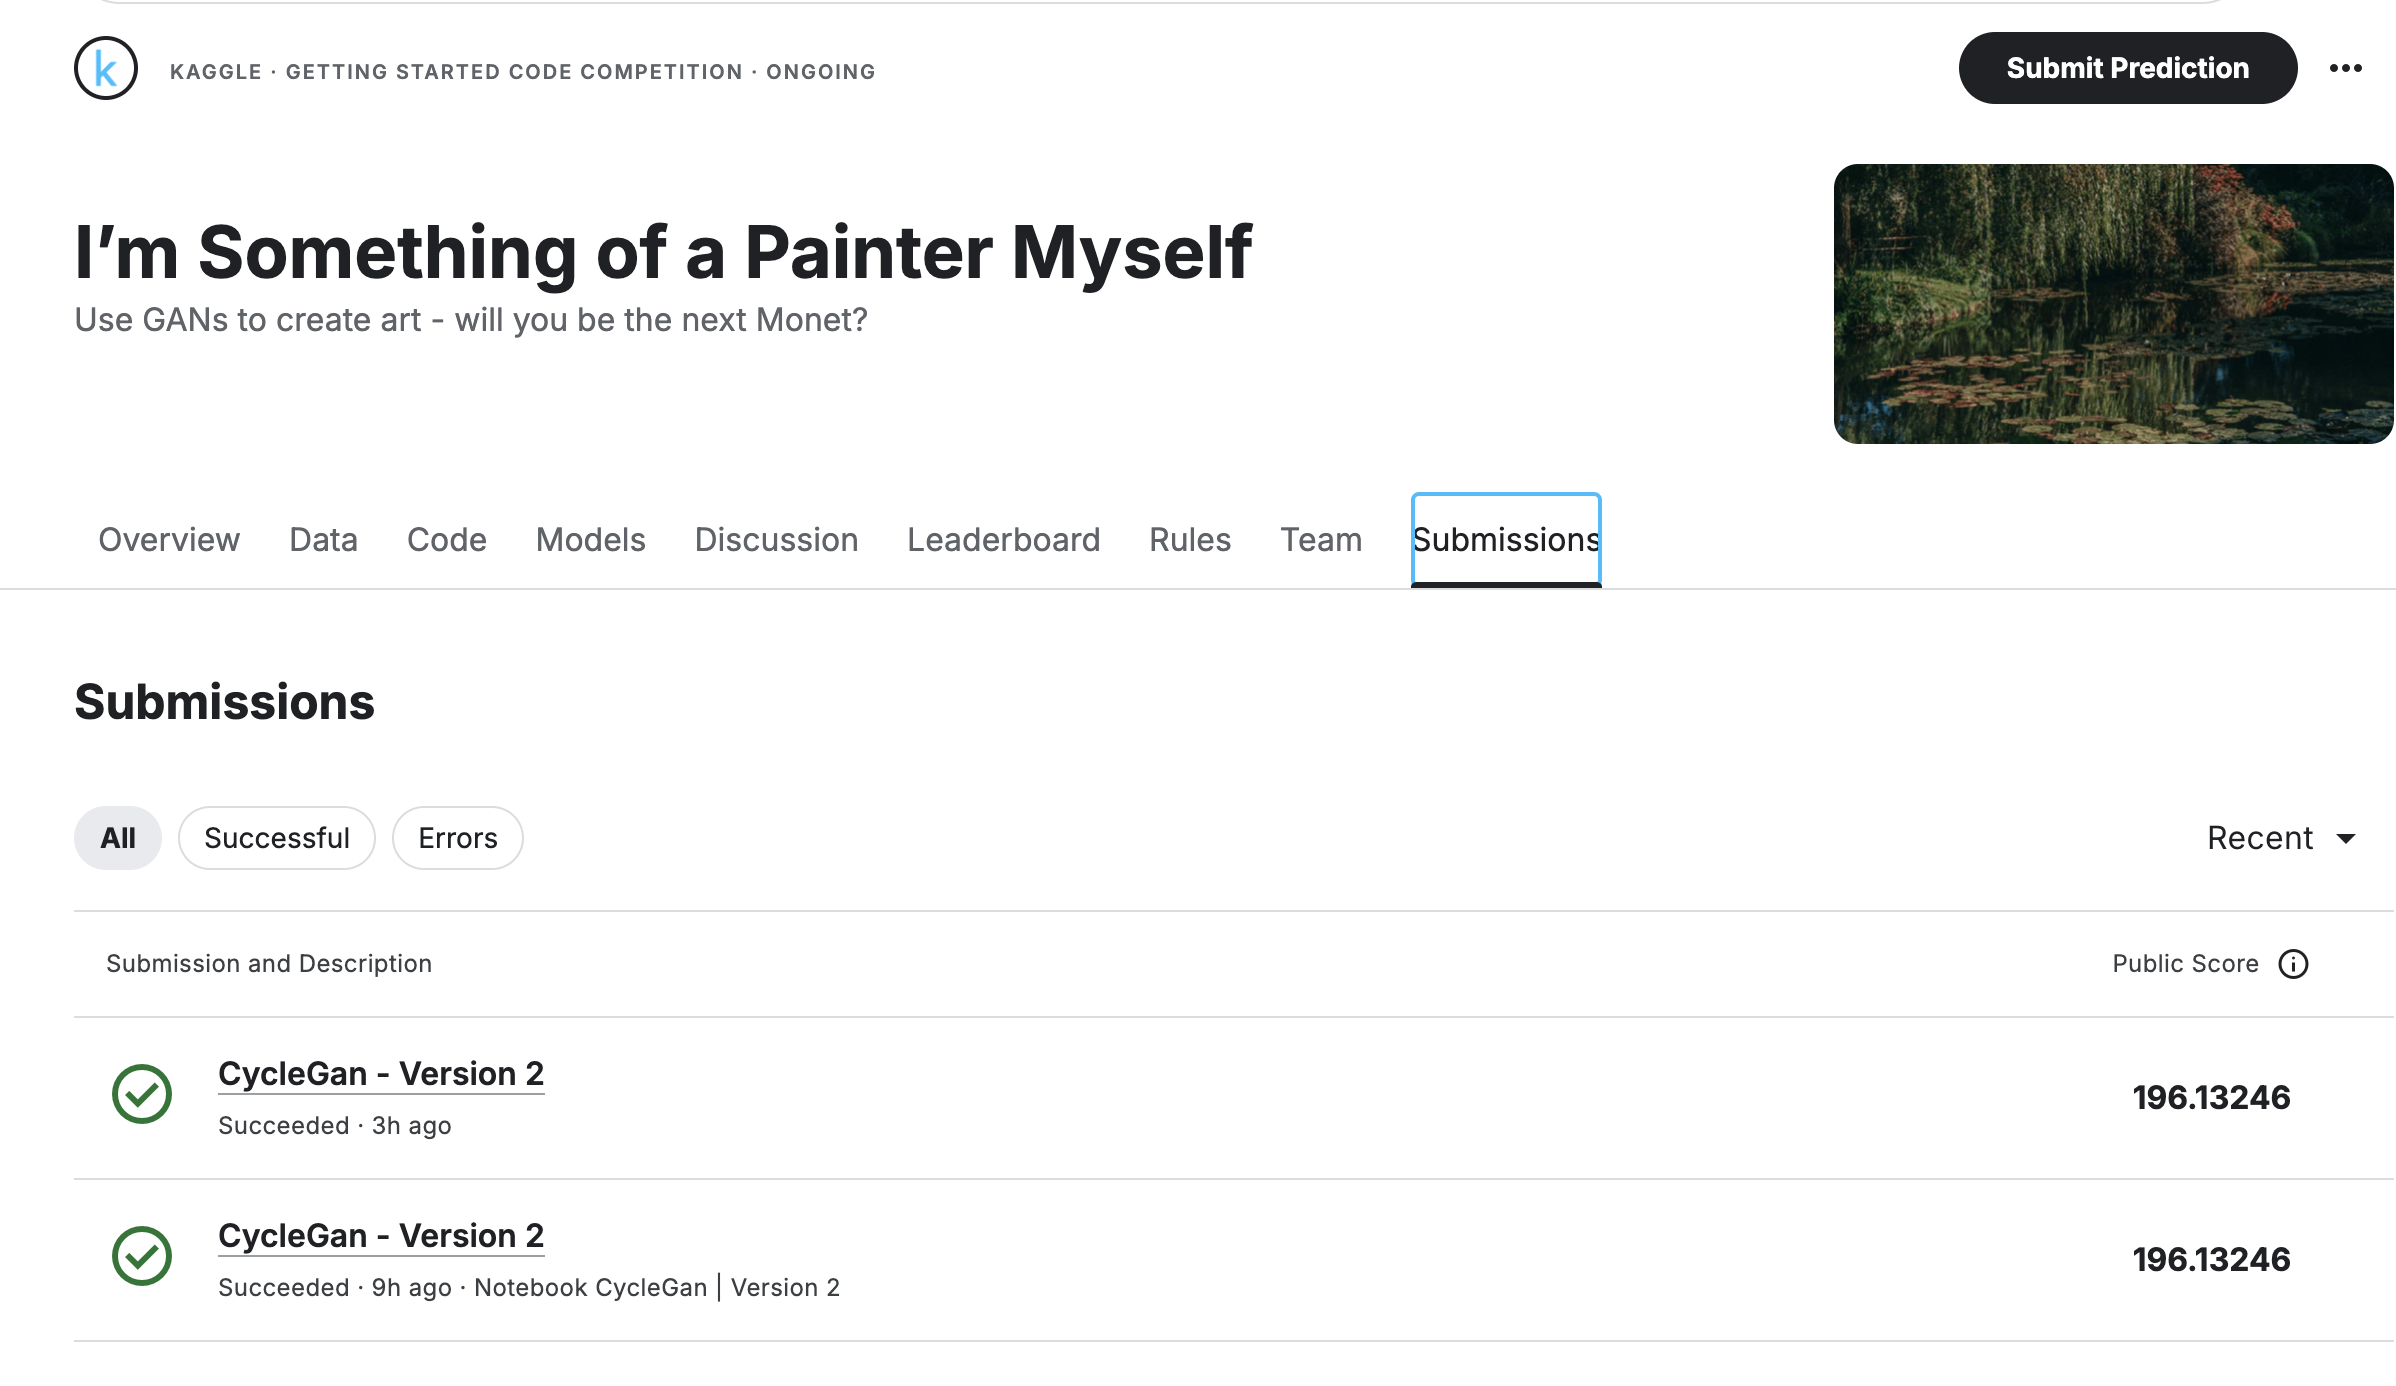 k
KAGGLE · GETTING STARTED CODE COMPETITION · ONGOING
Submit Prediction
I’m Something of a Painter Myself
Use GANs to create art - will you be the next Monet?
Overview Data Code Models Discussion Leaderboard Rules Team Submissions
Submissions
All Successful Errors
Recent
Submission and Description Public Score
CycleGan - Version 2
Succeeded · 3h ago
196.13246
CycleGan - Version 2
Succeeded · 9h ago · Notebook CycleGan | Version 2
196.13246